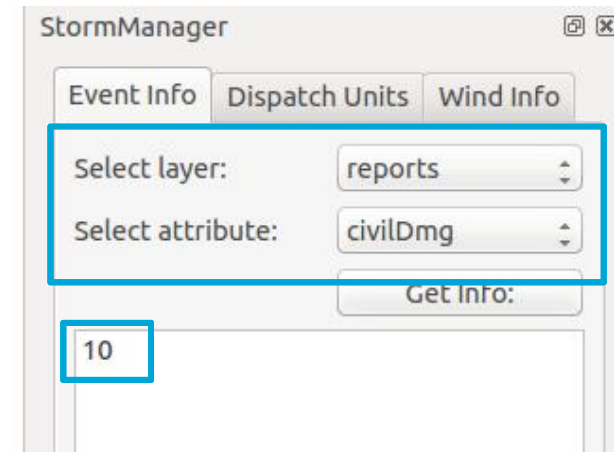 StormManager
Event Info Dispatch Units Wind Info
Select layer: reports
Select attribute: civilDmg
Get Info:
10